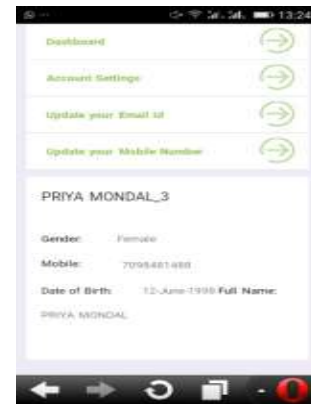 13:24
Dashboard
Account Settings
Update your Email Id
Update your Mobile Number
PRIYA MONDAL_3
Gender: Female
Mobile:
Date of Birth: 12-June-1998 Full Name:
PRIYA MONDAL